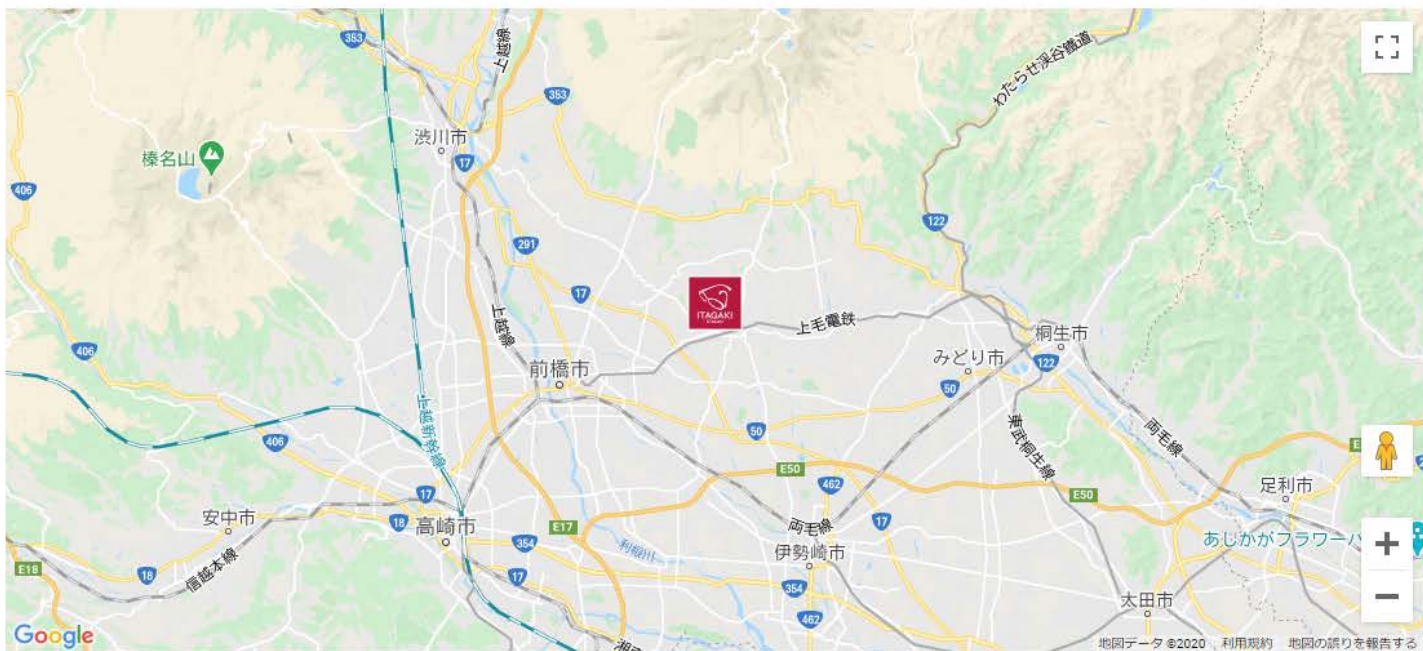 353
上越線
353
わたらせ渓谷鐵道
渋川市
17
榛名山
406
122
291
17
ITAGAKI
上毛電鉄
上越線
桐生市
みどり市
122
406
前橋市
50
上越新幹線
50
東武桐生線
両毛線
406
E50
462
足利市
17
E50
安中市
18
高崎市
E17
17
両毛線
354
利根川
伊勢崎市
あしかがフラワーパ
E18
18
信越本線
17
354
太田市
462
Google
地図データ ©2020
利用規約
地図の誤りを報告する